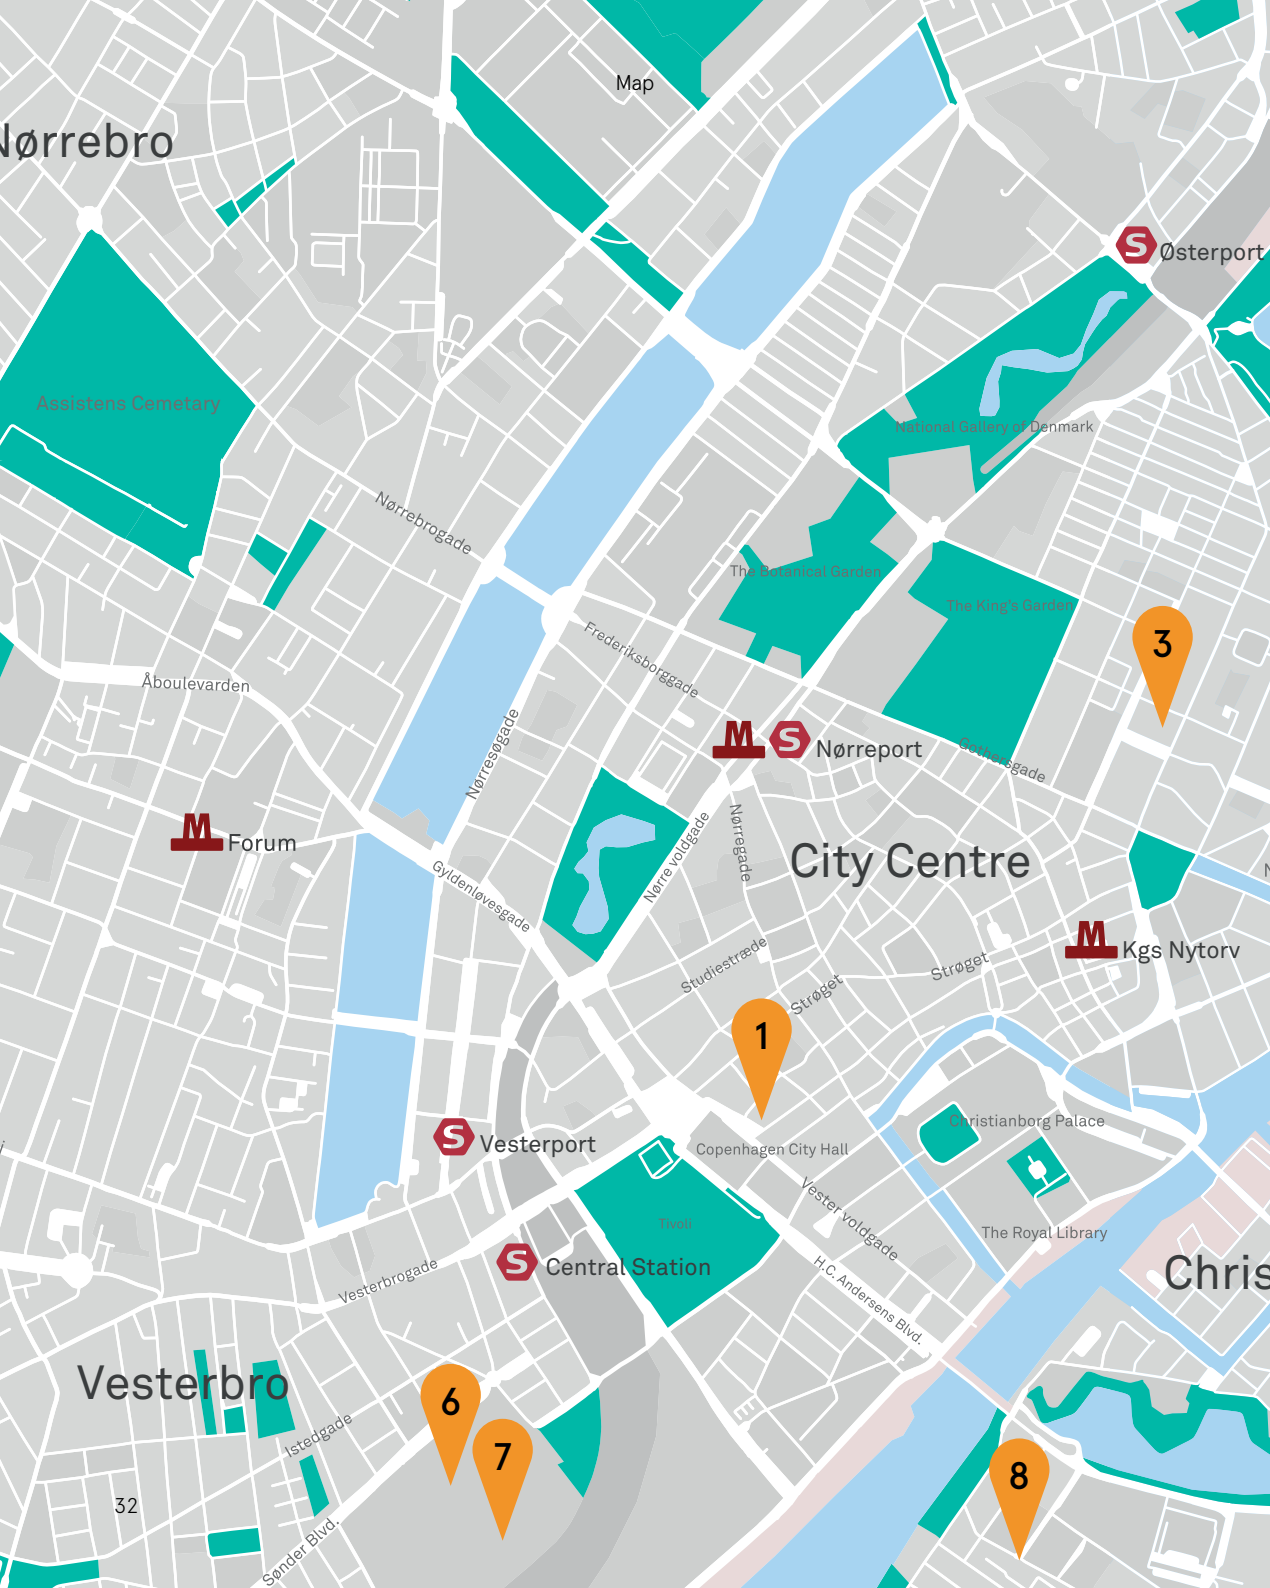 Map
Nørrebro
S Østerport
Assistens Cemetary
National Gallery of Denmark
Nørrebrogade
The Botanical Garden
The King's Garden
3
Frederiksborggade
Åboulevarden
Nørresøgade
M S Nørreport
Gothersgade
M Forum
Nørregade
Nørre voldgade
City Centre
Gyldenløvesgade
M Kgs Nytorv
Studiestræde
Strøget
Strøget
1
Christianborg Palace
S Vesterport
Copenhagen City Hall
Vester voldgade
Tivoli
The Royal Library
S Central Station
Vesterbrogade
H.C. Andersens Blvd.
Chris
Vesterbro
6
Istedgade
7
8
32
Sønder Blvd.